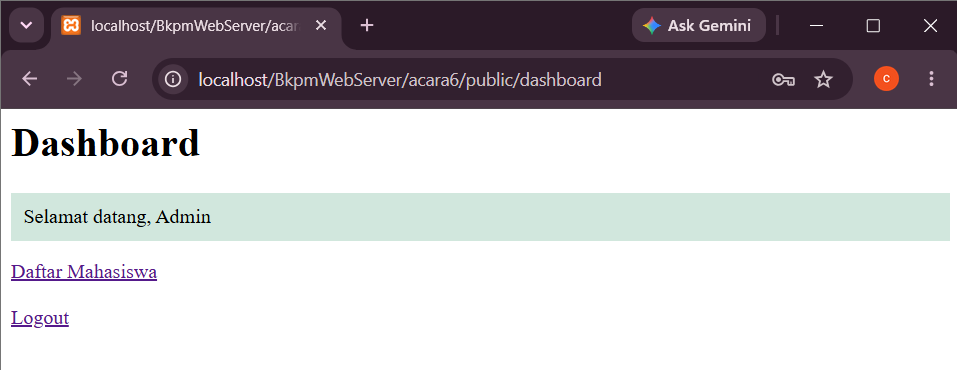 localhost/BkpmWebServer/acar
Ask Gemini
localhost/BkpmWebServer/acara6/public/dashboard
c
Dashboard
Selamat datang, Admin
Daftar Mahasiswa
Logout